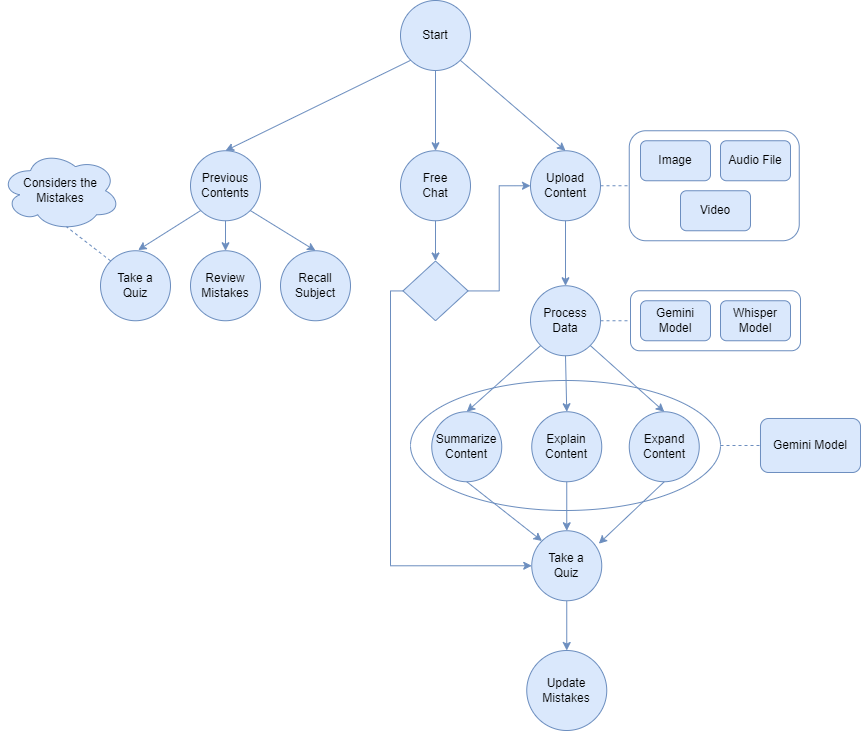 Start
Considers the
Mistakes
Previous
Contents
Free
Chat
Upload
Content
Image
Audio File
Video
Take a
Quiz
Review
Mistakes
Recall
Subject
Process
Data
Gemini
Model
Whisper
Model
Summarize
Content
Explain
Content
Expand
Content
Gemini Model
Take a
Quiz
Update
Mistakes